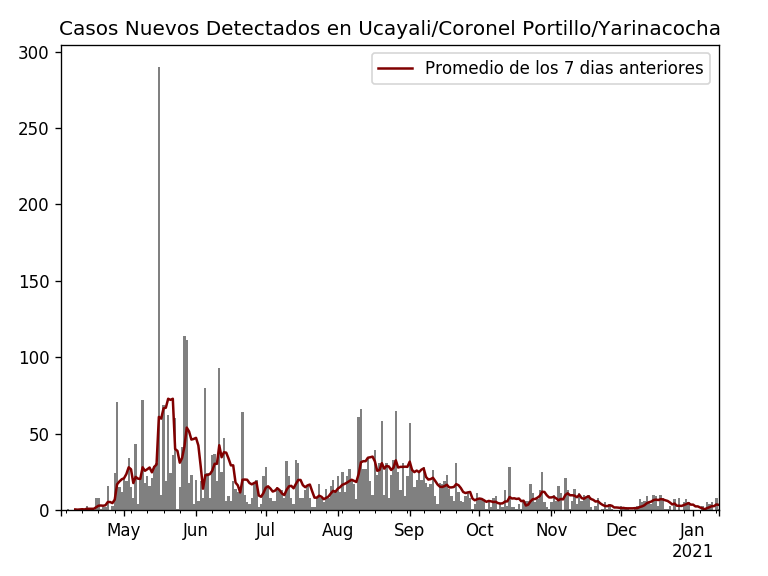 Casos Nuevos Detectados en Ucayali/Coronel Portillo/Yarinacocha
Promedio de los 7 dias anteriores
300
250
200
150
100
50
0
May Jun Jul Aug Sep Oct Nov Dec Jan
2021